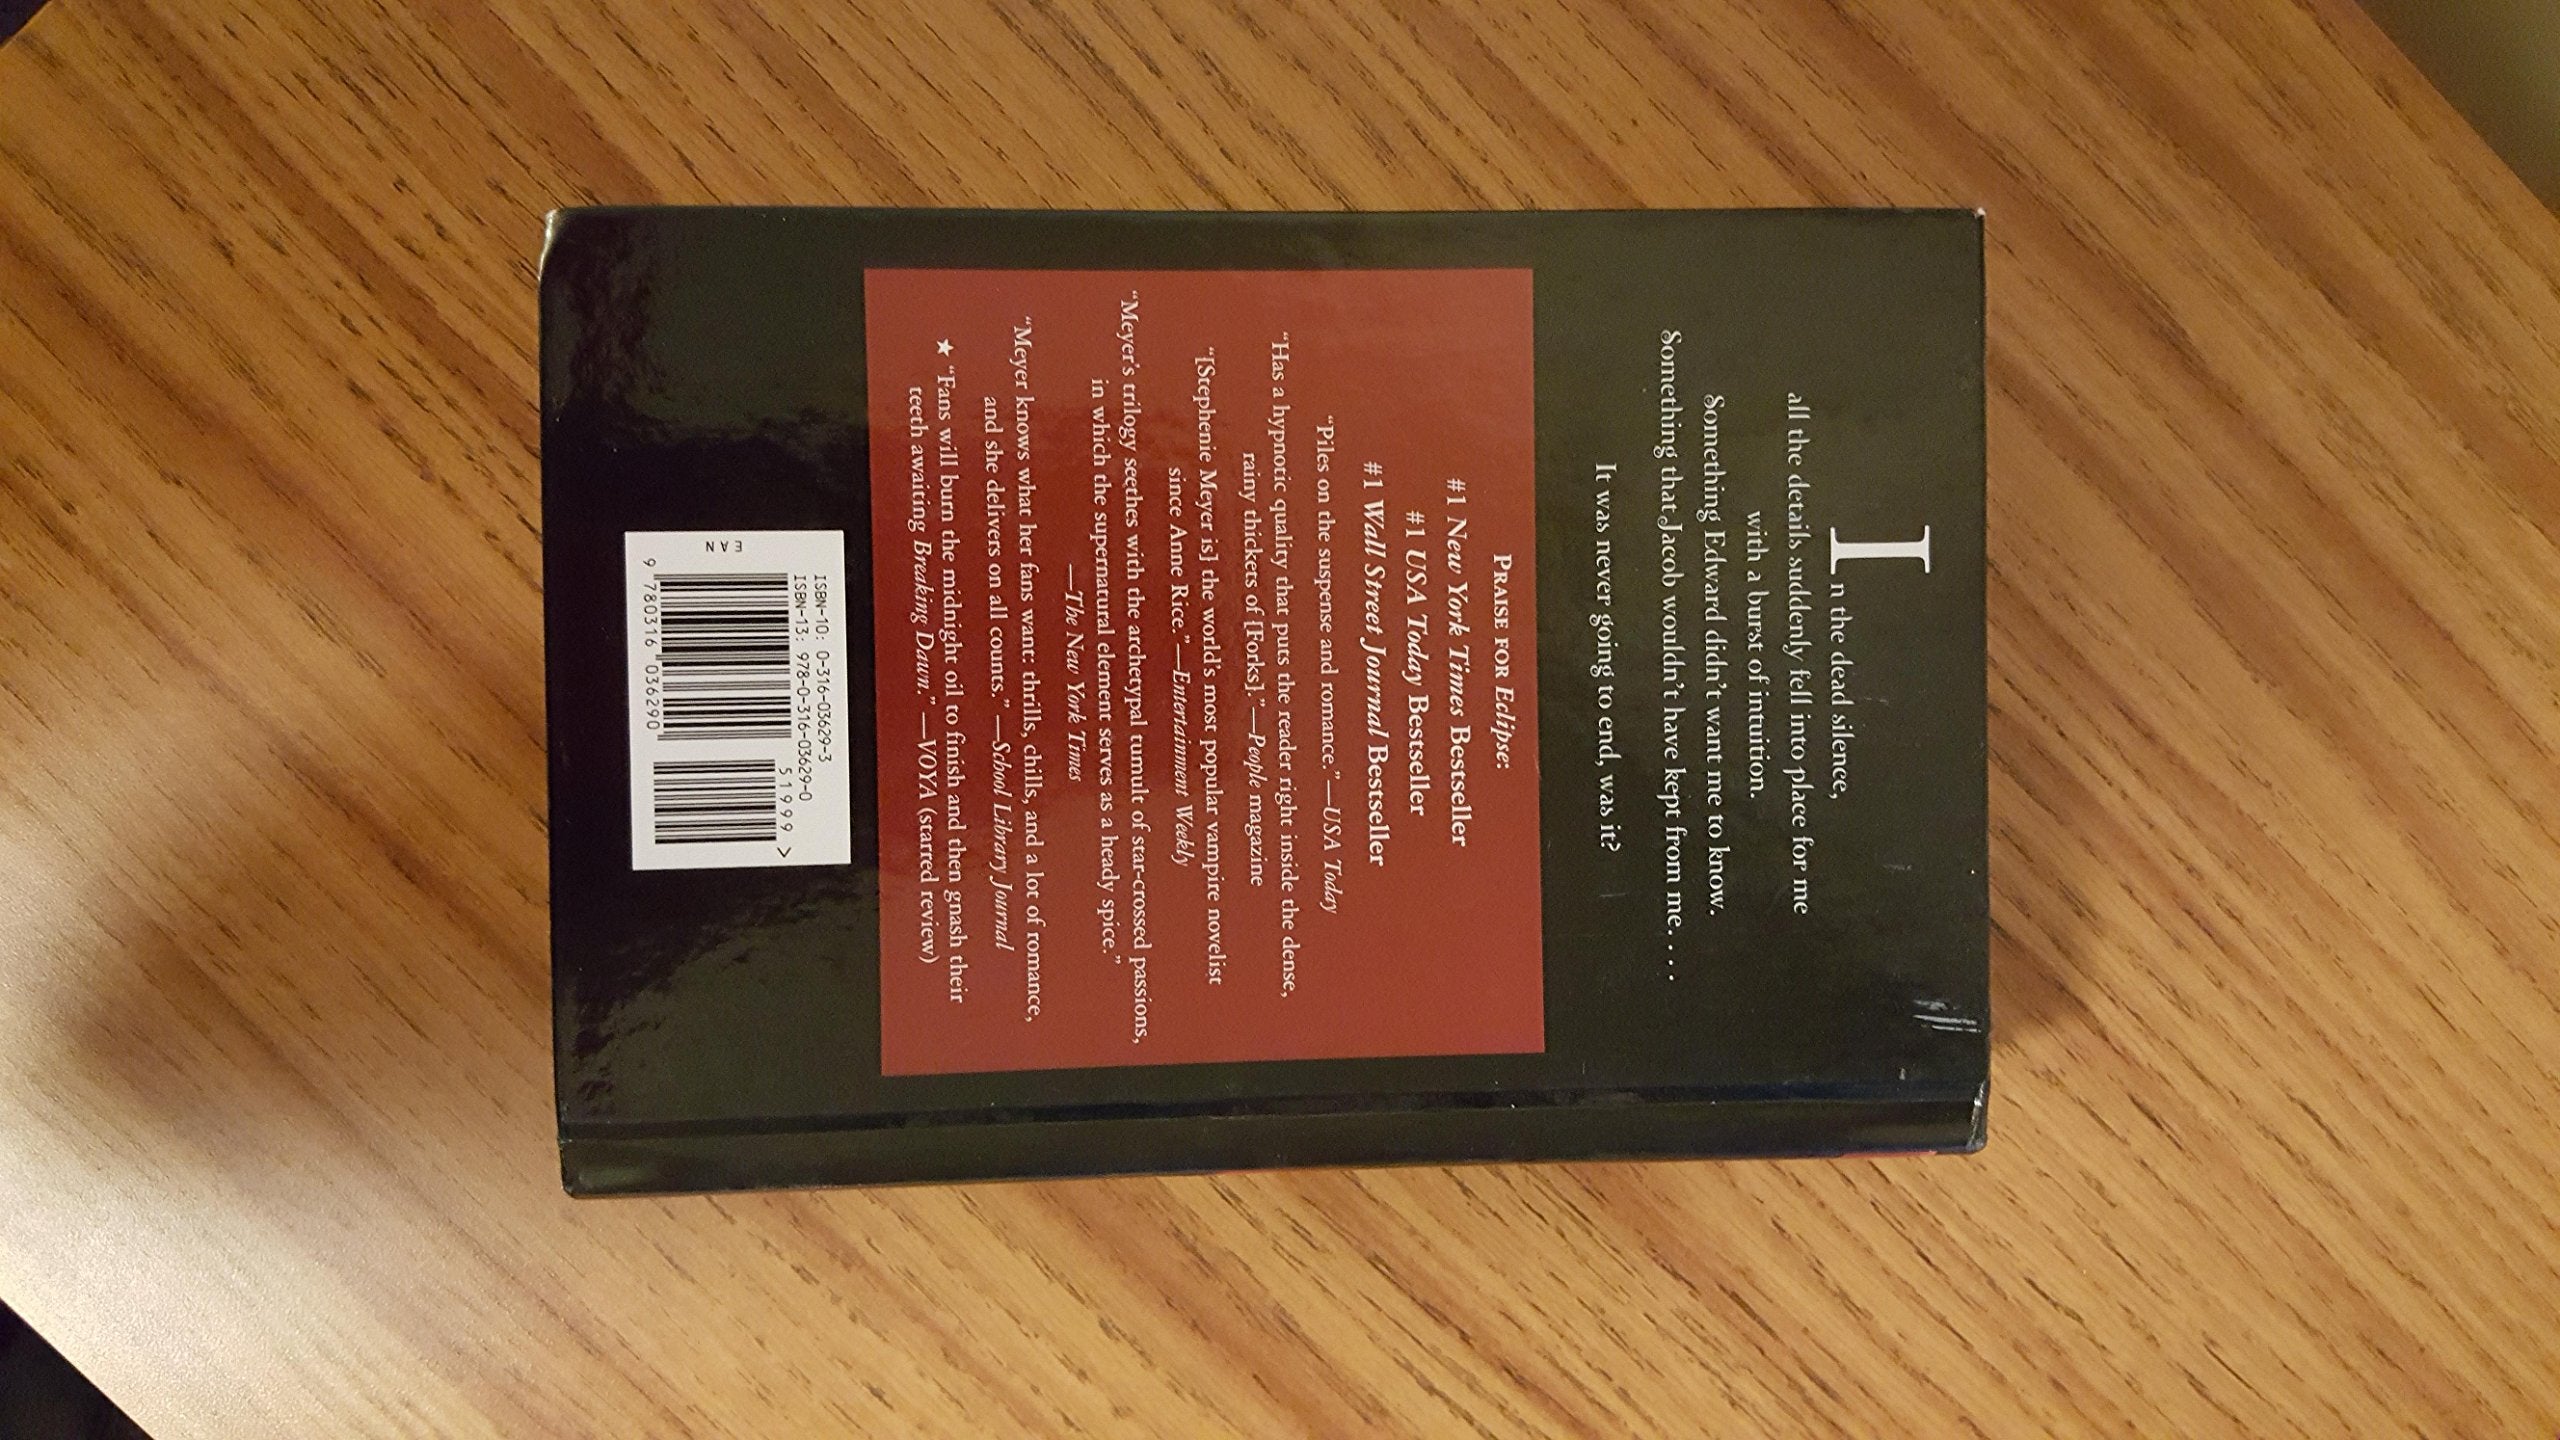 In the dead silence,
all the details suddenly fell into place for me
with a burst of intuition.
Something Edward didn't want me to know.
Something that Jacob wouldn't have kept from me. . . .
It was never going to end, was it?
PRAISE FOR Eclipse:
#1 New York Times Bestseller
#1 USA Today Bestseller
#1 Wall Street Journal Bestseller
"Piles on the suspense and romance."—USA Today
"Has a hypnotic quality that puts the reader right inside the dense,
rainy thickets of [Forks]."—People magazine
"[Stephenie Meyer is] the world's most popular vampire novelist
since Anne Rice."—Entertainment Weekly
"Meyer's trilogy seethes with the archetypal tumult of star-crossed passions,
in which the supernatural element serves as a heady spice."
—The New York Times
"Meyer knows what her fans want: thrills, chills, and a lot of romance,
and she delivers on all counts." —School Library Journal
★ "Fans will burn the midnight oil to finish and then gnash their
teeth awaiting Breaking Dawn." —VOYA (starred review)
ISBN-10: 0-316-03629-3
ISBN-13: 978-0-316-03629-0
51999 >
EAN
9 780316 036290